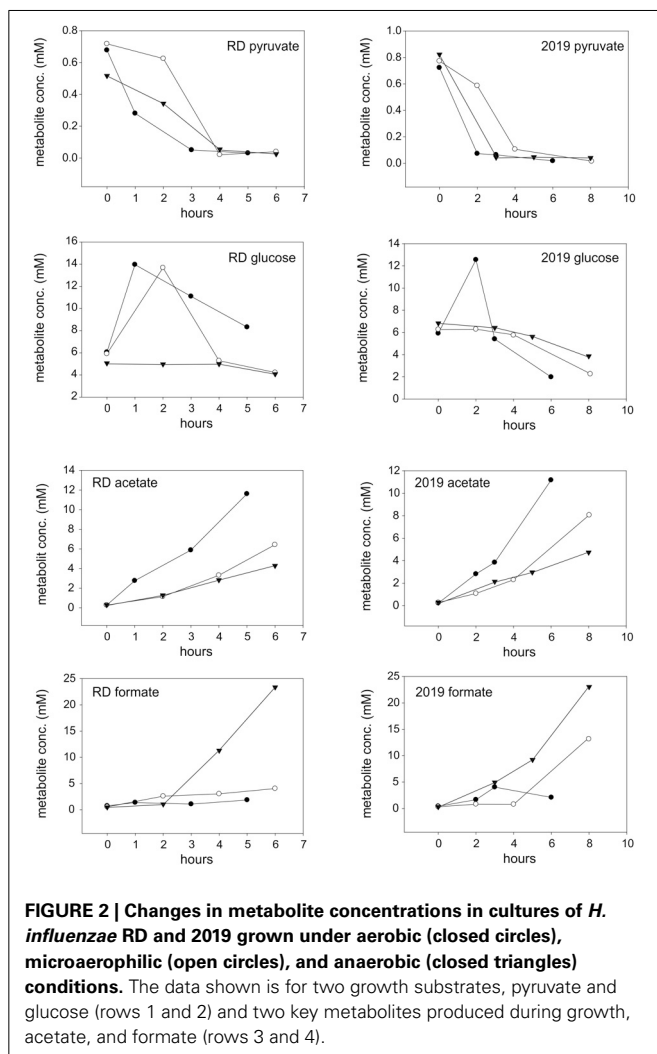 RD pyruvate
metabolite conc. (mM)
0.8
0.6
0.4
0.2
0.0
0 1 2 3 4 5 6 7
hours
2019 pyruvate
metabolite conc. (mM)
1.0
0.8
0.6
0.4
0.2
0.0
0 2 4 6 8 10
hours
RD glucose
metabolite conc. (mM)
16
14
12
10
8
6
4
2
0 1 2 3 4 5 6 7
hours
2019 glucose
metabolite conc. (mM)
14
12
10
8
6
4
2
0
0 2 4 6 8 10
hours
RD acetate
metabolit conc. (mM)
14
12
10
8
6
4
2
0
0 1 2 3 4 5 6 7
hours
2019 acetate
metabolite conc. (mM)
12
10
8
6
4
2
0
0 2 4 6 8 10
hours
RD formate
metabolite conc. (mM)
25
20
15
10
5
0
0 1 2 3 4 5 6 7
hours
2019 formate
metabolite conc. (mM)
25
20
15
10
5
0
0 2 4 6 8 10
hours
FIGURE 2 | Changes in metabolite concentrations in cultures of H.
influenzae RD and 2019 grown under aerobic (closed circles),
microaerophilic (open circles), and anaerobic (closed triangles)
conditions. The data shown is for two growth substrates, pyruvate and
glucose (rows 1 and 2) and two key metabolites produced during growth,
acetate, and formate (rows 3 and 4).